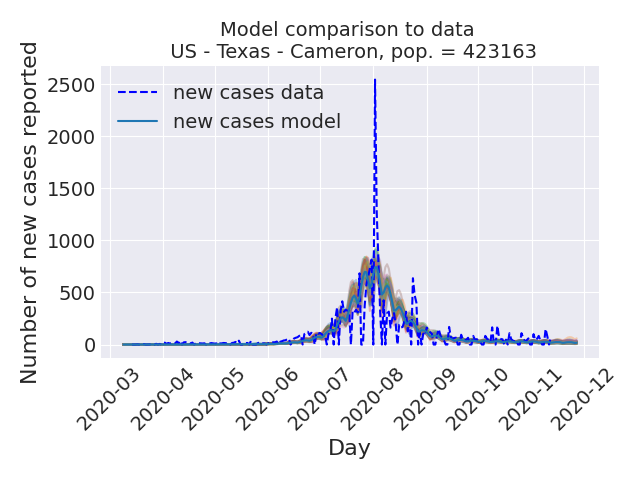 Model comparison to data
US - Texas - Cameron, pop. = 423163
new cases data
new cases model
Number of new cases reported
2500
2000
1500
1000
500
0
2020-03
2020-04
2020-05
2020-06
2020-07
2020-08
2020-09
2020-10
2020-11
2020-12
Day